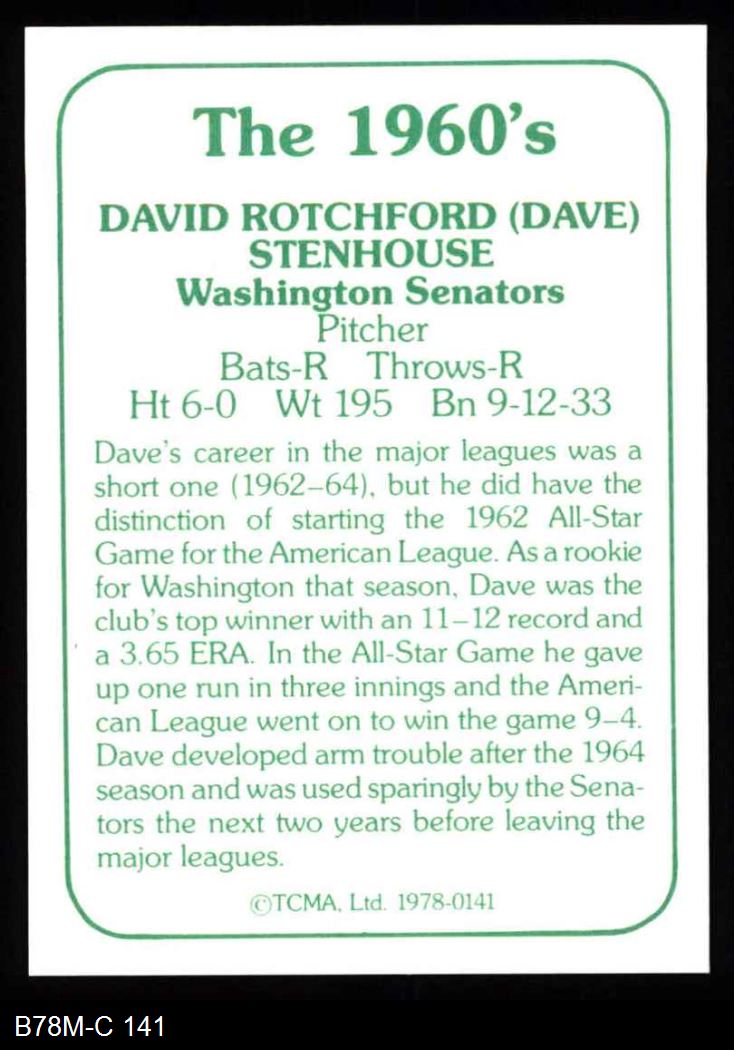 The 1960's
DAVID ROTCHFORD (DAVE)
STENHOUSE
Washington Senators
Pitcher
Bats-R Throws-R
Ht 6-0 Wt 195 Bn 9-12-33
Dave's career in the major leagues was a
short one (1962–64), but he did have the
distinction of starting the 1962 All-Star
Game for the American League. As a rookie
for Washington that season, Dave was the
club's top winner with an 11–12 record and
a 3.65 ERA. In the All-Star Game he gave
up one run in three innings and the Ameri-
can League went on to win the game 9–4.
Dave developed arm trouble after the 1964
season and was used sparingly by the Sena-
tors the next two years before leaving the
major leagues.
©TCMA, Ltd. 1978-0141
B78M-C 141